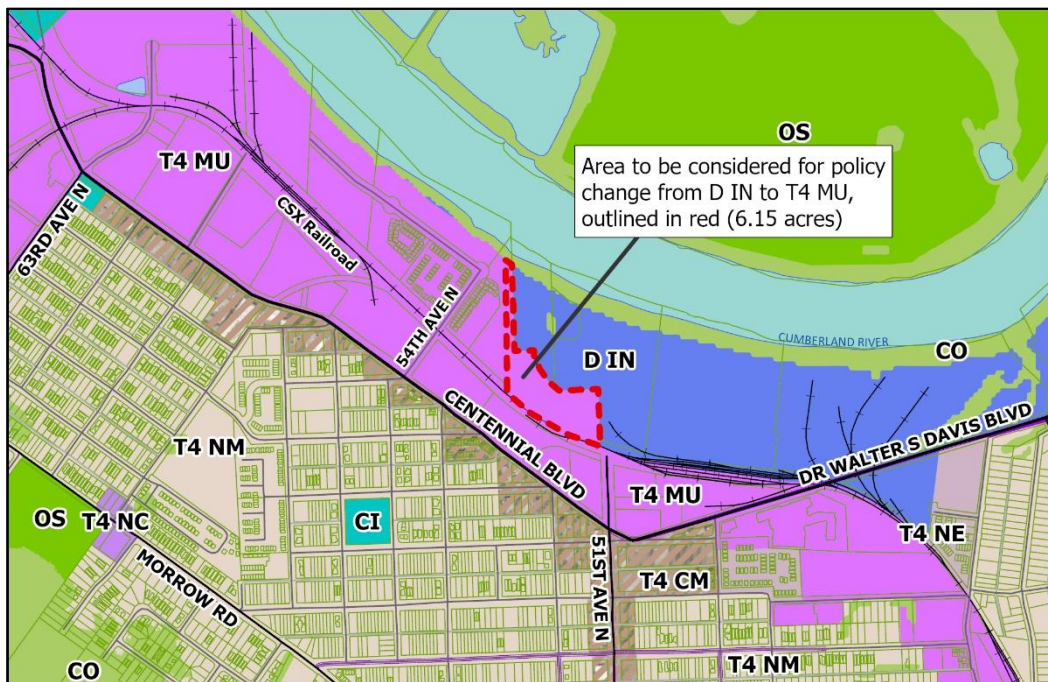 OS
T4 MU
Area to be considered for policy
change from D IN to T4 MU,
outlined in red (6.15 acres)
63RD AVE N
CSX Railroad
54TH AVE N
CUMBERLAND RIVER
D IN
CO
CENTENNIAL BLVD
DR WALTER S DAVIS BLVD
T4 NM
T4 MU
OS
T4 NC
CI
T4 NE
51ST AVE N
MORROW RD
T4 CM
CO
T4 NM